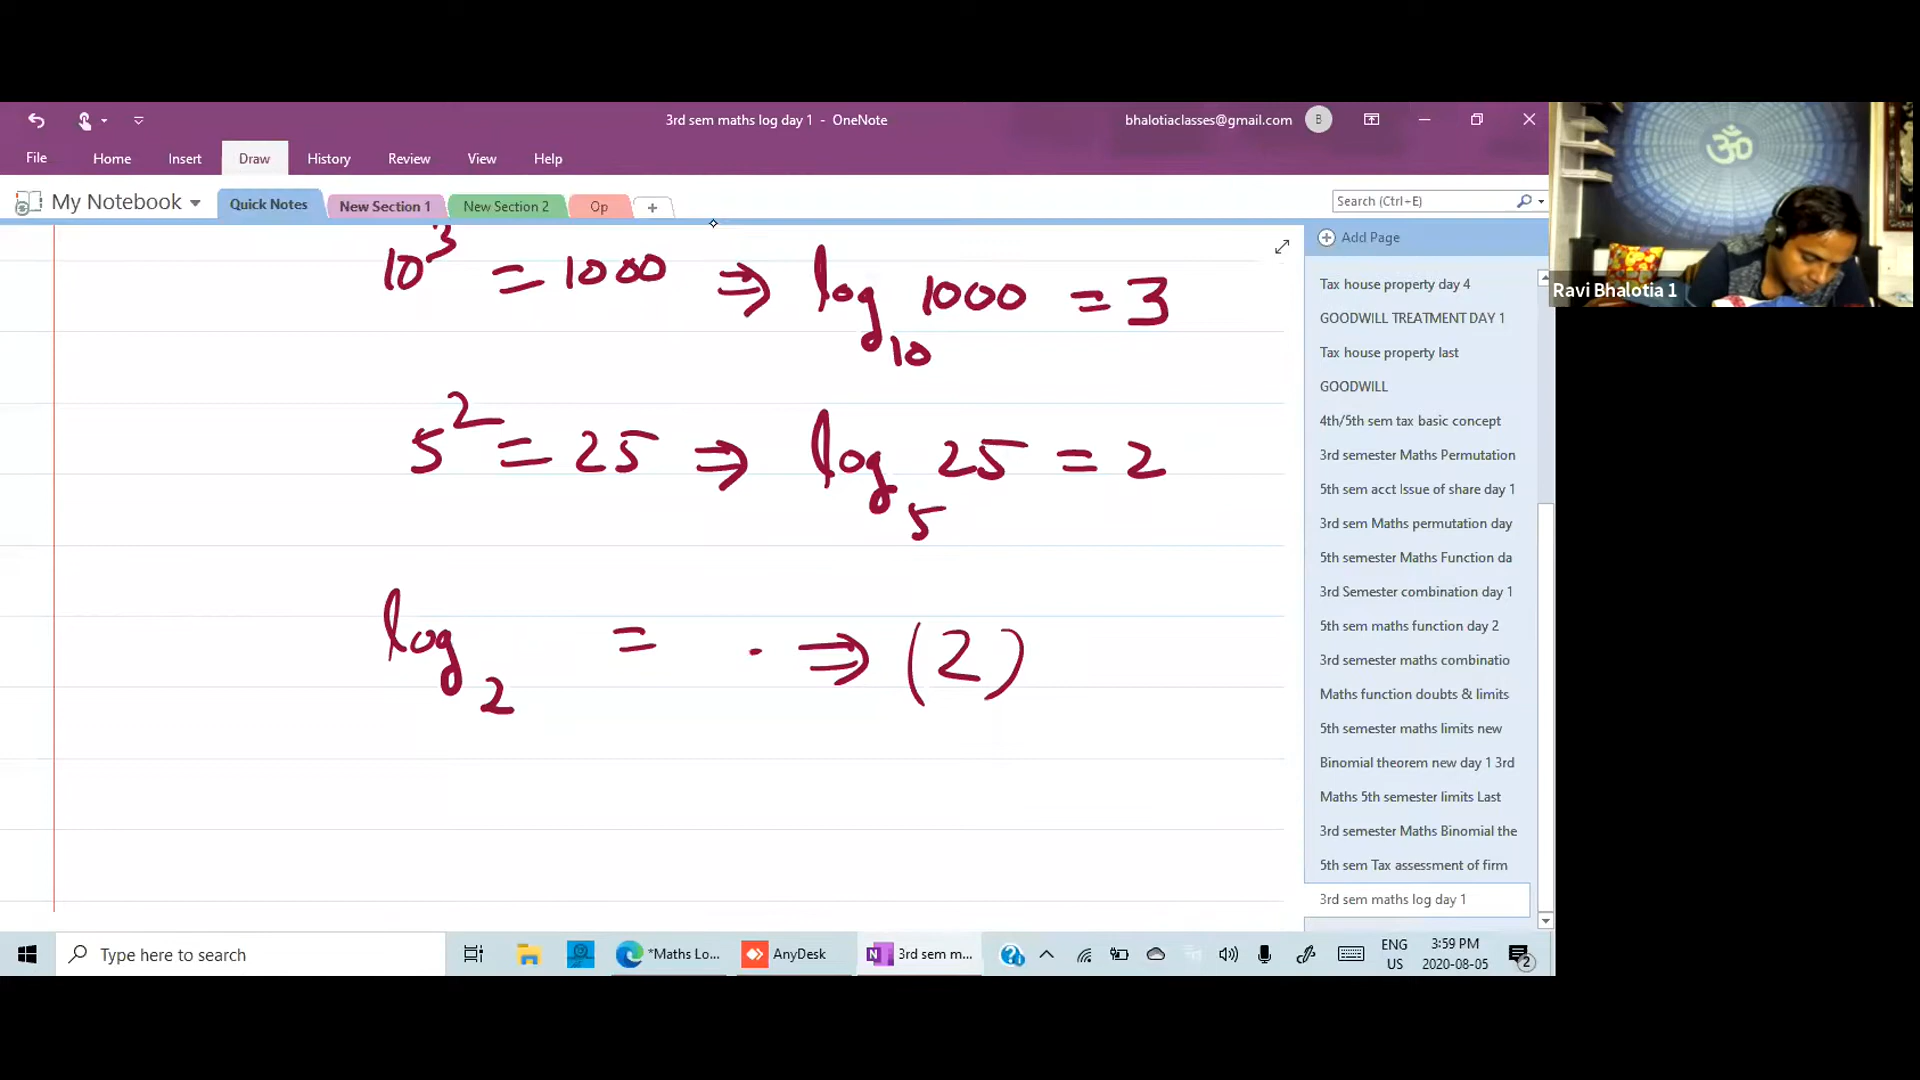 3rd sem maths log day 1 - OneNote
bhalotiaclasses@gmail.com B
File Home Insert Draw History Review View Help
My Notebook Quick Notes New Section 1 New Section 2 Op +
Search (Ctrl+E)
10³ = 1000 ⇒ log₁₀ 1000 = 3
5² = 25 ⇒ log₅ 25 = 2
log₂ = . ⇒ (2)
Add Page
Tax house property day 4
GOODWILL TREATMENT DAY 1
Tax house property last
GOODWILL
4th/5th sem tax basic concept
3rd semester Maths Permutation
5th sem acct Issue of share day 1
3rd sem Maths permutation day
5th semester Maths Function da
3rd Semester combination day 1
5th sem maths function day 2
3rd semester maths combinatio
Maths function doubts & limits
5th semester maths limits new
Binomial theorem new day 1 3rd
Maths 5th semester limits Last
3rd semester Maths Binomial the
5th sem Tax assessment of firm
3rd sem maths log day 1
ॐ
Ravi Bhalotia 1
Type here to search
*Maths Lo...
AnyDesk
N 3rd sem m...
ENG
US
3:59 PM
2020-08-05
2